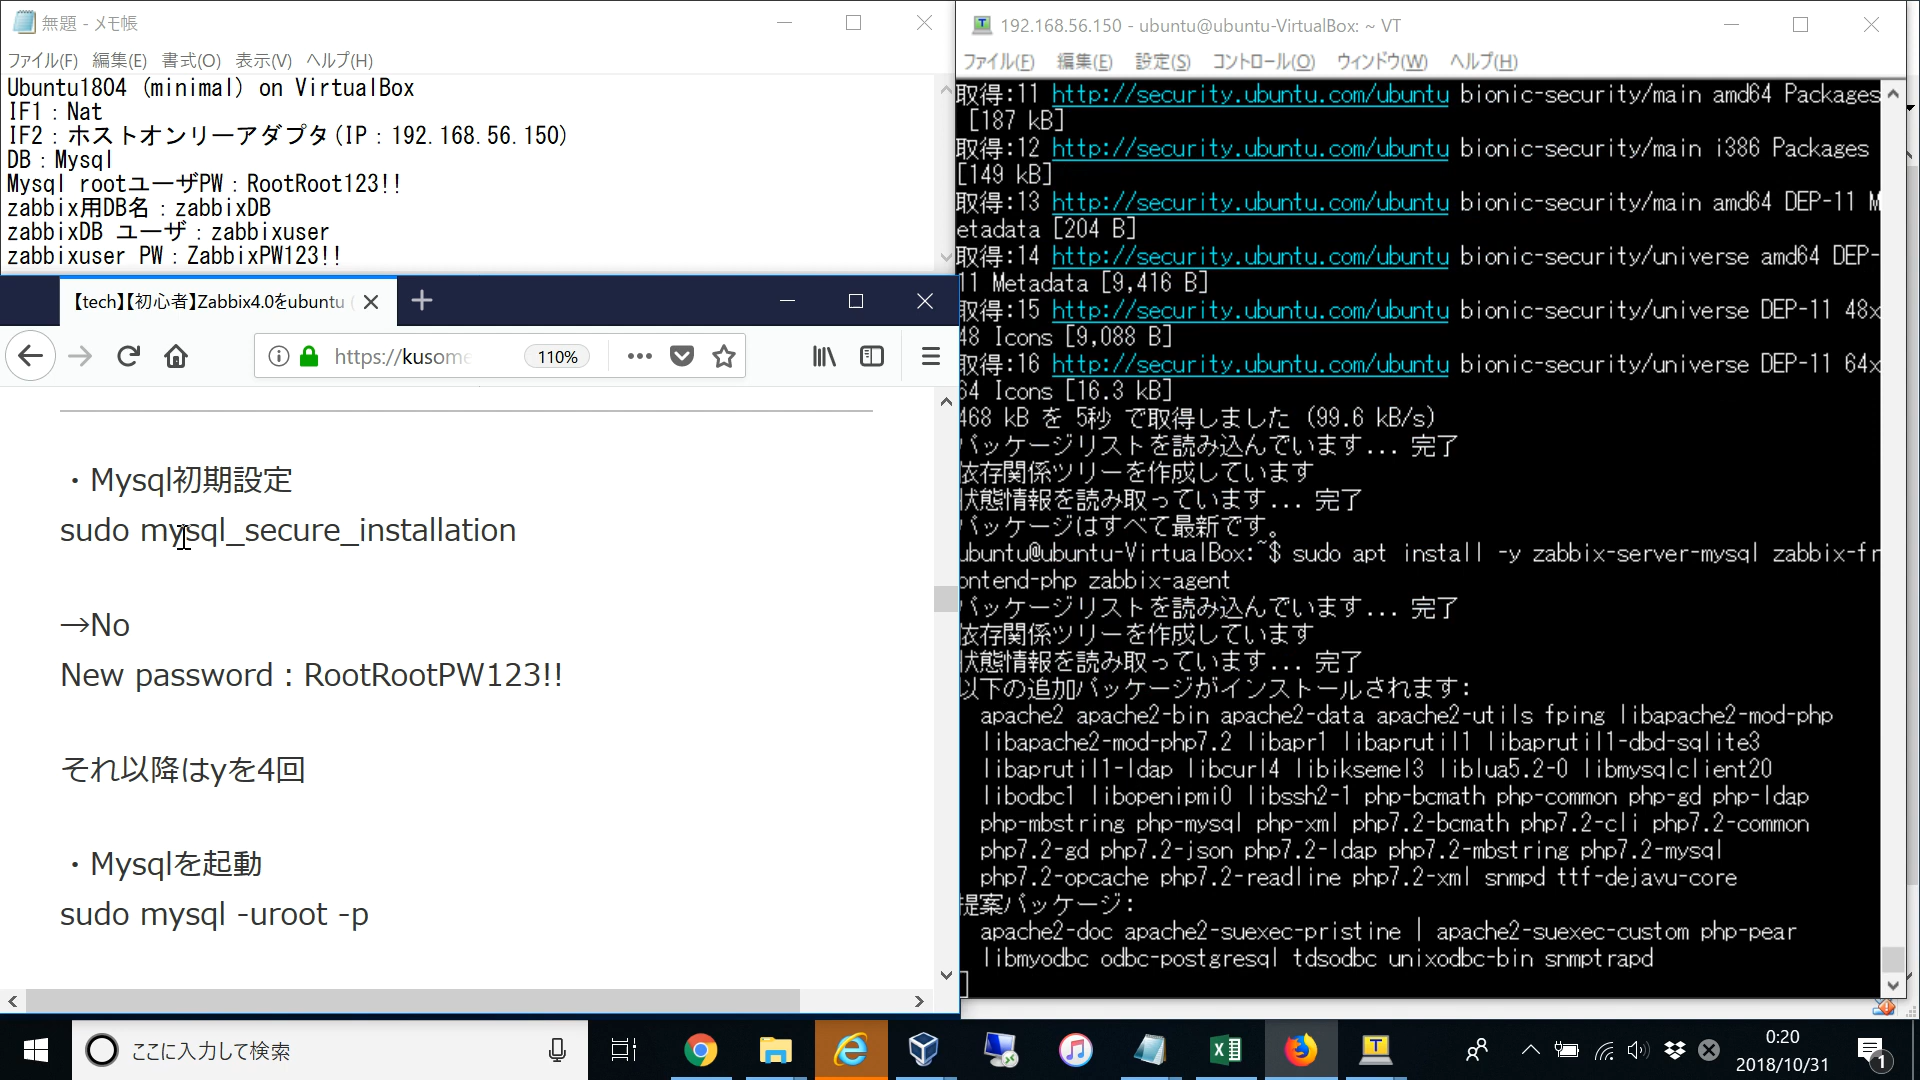 無題 - メモ帳
ファイル(F) 編集(E) 書式(O) 表示(V) ヘルプ(H)
Ubuntu1804 (minimal) on VirtualBox
IF1：Nat
IF2：ホストオンリーアダプタ(IP：192.168.56.150)
DB：Mysql
Mysql rootユーザPW：RootRoot123!!
zabbix用DB名：zabbixDB
zabbixDB ユーザ：zabbixuser
zabbixuser PW：ZabbixPW123!!
【tech】【初心者】Zabbix4.0をubuntu (
https://kusome
110%
・Mysql初期設定
sudo mysql_secure_installation
→No
New password：RootRootPW123!!
それ以降はyを4回
・Mysqlを起動
sudo mysql -uroot -p
192.168.56.150 - ubuntu@ubuntu-VirtualBox: ~ VT
ファイル(F) 編集(E) 設定(S) コントロール(O) ウィンドウ(W) ヘルプ(H)
取得:11 http://security.ubuntu.com/ubuntu bionic-security/main amd64 Packages
[187 kB]
取得:12 http://security.ubuntu.com/ubuntu bionic-security/main i386 Packages
[149 kB]
取得:13 http://security.ubuntu.com/ubuntu bionic-security/main amd64 DEP-11 M
etadata [204 B]
取得:14 http://security.ubuntu.com/ubuntu bionic-security/universe amd64 DEP-
11 Metadata [9,416 B]
取得:15 http://security.ubuntu.com/ubuntu bionic-security/universe DEP-11 48x
48 Icons [9,088 B]
取得:16 http://security.ubuntu.com/ubuntu bionic-security/universe DEP-11 64x
64 Icons [16.3 kB]
468 kB を 5秒 で取得しました (99.6 kB/s)
パッケージリストを読み込んでいます... 完了
依存関係ツリーを作成しています
状態情報を読み取っています... 完了
パッケージはすべて最新です。
ubuntu@ubuntu-VirtualBox:~$ sudo apt install -y zabbix-server-mysql zabbix-fr
ontend-php zabbix-agent
パッケージリストを読み込んでいます... 完了
依存関係ツリーを作成しています
状態情報を読み取っています... 完了
以下の追加パッケージがインストールされます:
apache2 apache2-bin apache2-data apache2-utils fping libapache2-mod-php
libapache2-mod-php7.2 libapr1 libaprutil1 libaprutil1-dbd-sqlite3
libaprutil1-ldap libcurl4 libiksemel3 liblua5.2-0 libmysqlclient20
libodbc1 libopenipmi0 libssh2-1 php-bcmath php-common php-gd php-ldap
php-mbstring php-mysql php-xml php7.2-bcmath php7.2-cli php7.2-common
php7.2-gd php7.2-json php7.2-ldap php7.2-mbstring php7.2-mysql
php7.2-opcache php7.2-readline php7.2-xml snmpd ttf-dejavu-core
提案パッケージ:
apache2-doc apache2-suexec-pristine | apache2-suexec-custom php-pear
libmyodbc odbc-postgresql tdsodbc unixodbc-bin snmptrapd
ここに入力して検索
0:20
2018/10/31
1